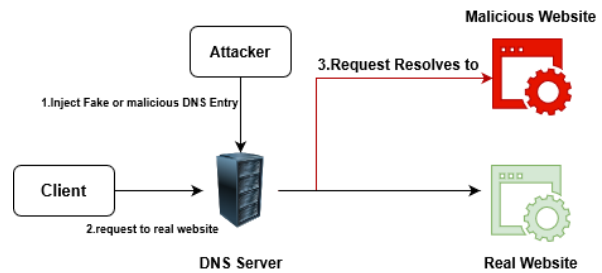 Malicious Website
Attacker
3.Request Resolves to
1.Inject Fake or malicious DNS Entry
Client
2.request to real website
DNS Server
Real Website